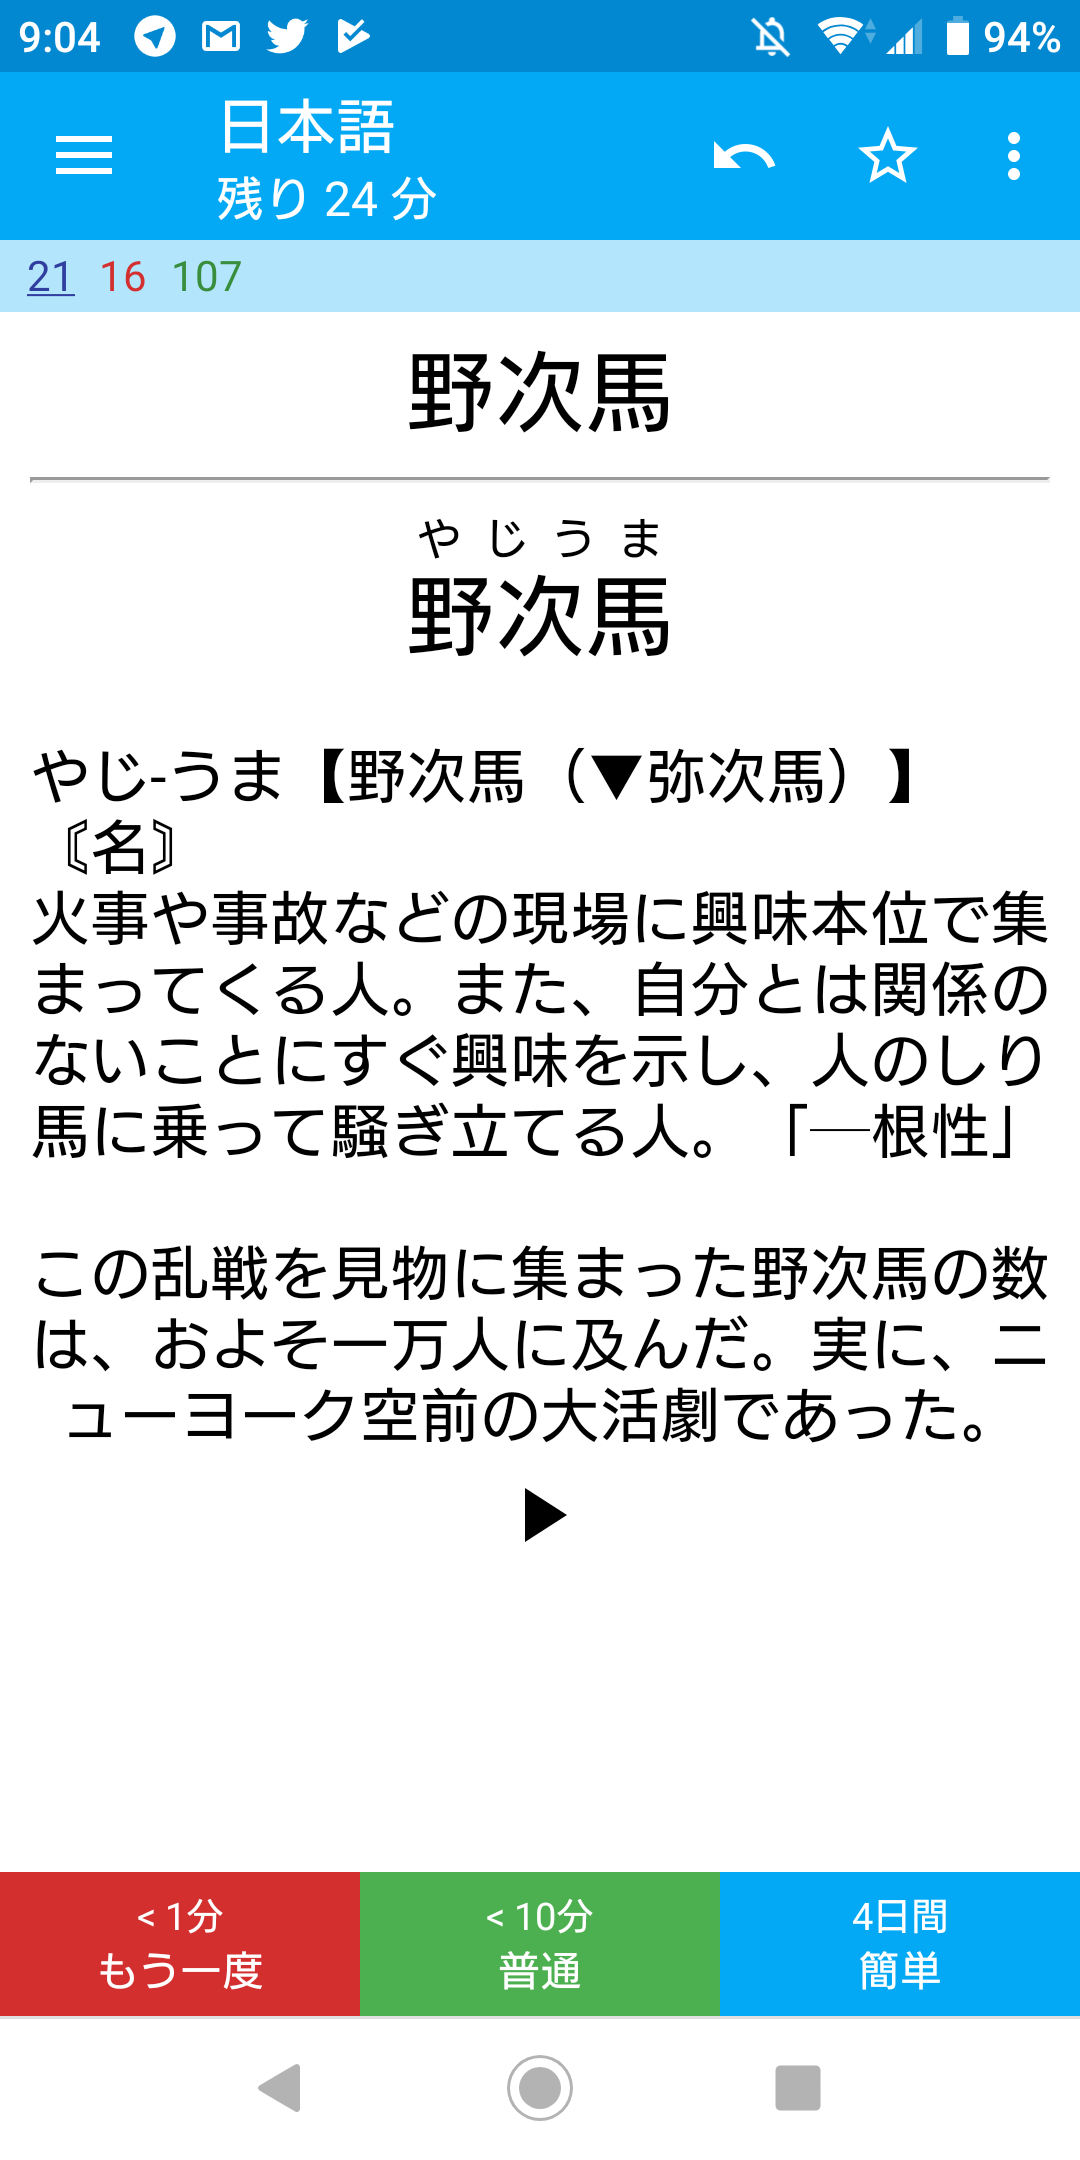 9:04
94%
日本語
残り 24 分
21 16 107
野次馬
やじうま
野次馬
やじ-うま【野次馬（▼弥次馬）】
〘名〙
火事や事故などの現場に興味本位で集
まってくる人。また、自分とは関係の
ないことにすぐ興味を示し、人のしり
馬に乗って騒ぎ立てる人。「─根性」
この乱戦を見物に集まった野次馬の数
は、およそ一万人に及んだ。実に、ニ
ューヨーク空前の大活劇であった。
< 1分
もう一度
< 10分
普通
4日間
簡単